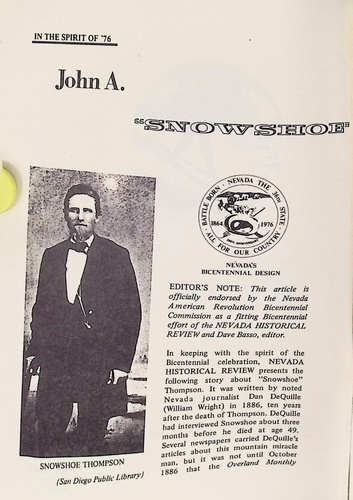 IN THE SPIRIT OF '76
John A.
"SNOWSHOE"
BATTLE BORN · NEVADA THE 36th STATE
1864 1976
ALL FOR OUR COUNTRY
NEVADA'S
BICENTENNIAL DESIGN
EDITOR'S NOTE: This article is
officially endorsed by the Nevada
American Revolution Bicentennial
Commission as a fitting Bicentennial
effort of the NEVADA HISTORICAL
REVIEW and Dave Basso, editor.
In keeping with the spirit of the
Bicentennial celebration, NEVADA
HISTORICAL REVIEW presents the
following story about "Snowshoe"
Thompson. It was written by noted
Nevada journalist Dan DeQuille
(William Wright) in 1886, ten years
after the death of Thompson. DeQuille
had interviewed Snowshoe about three
months before he died at age 49.
Several newspapers carried DeQuille's
articles about this mountain miracle
man, but it was not until October
1886 that the Overland Monthly
SNOWSHOE THOMPSON
(San Diego Public Library)